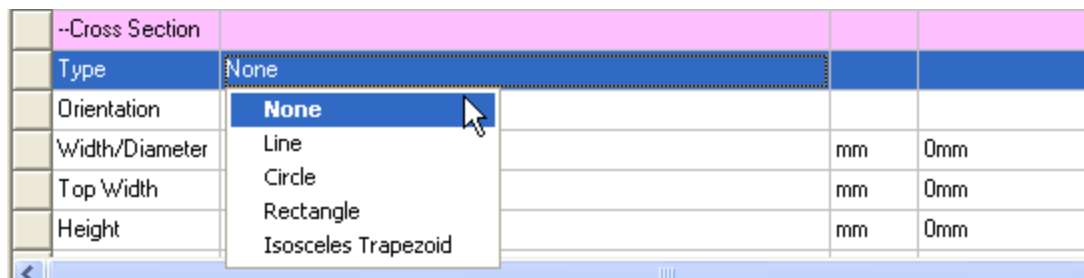 --Cross Section
Type None
Orientation None
Width/Diameter Line mm 0mm
Circle
Top Width mm 0mm
Rectangle
Height mm 0mm
Isosceles Trapezoid